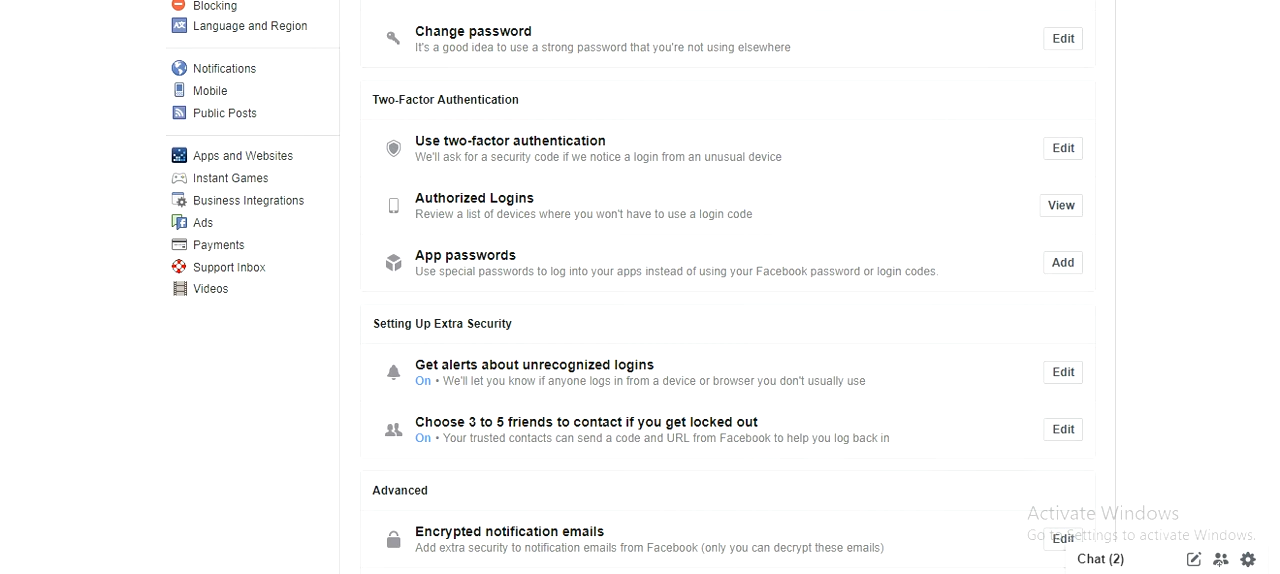 Blocking
Language and Region
Notifications
Mobile
Public Posts
Apps and Websites
Instant Games
Business Integrations
Ads
Payments
Support Inbox
Videos
Change password
It's a good idea to use a strong password that you're not using elsewhere
Edit
Two-Factor Authentication
Use two-factor authentication
We'll ask for a security code if we notice a login from an unusual device
Edit
Authorized Logins
Review a list of devices where you won't have to use a login code
View
App passwords
Use special passwords to log into your apps instead of using your Facebook password or login codes.
Add
Setting Up Extra Security
Get alerts about unrecognized logins
On • We'll let you know if anyone logs in from a device or browser you don't usually use
Edit
Choose 3 to 5 friends to contact if you get locked out
On • Your trusted contacts can send a code and URL from Facebook to help you log back in
Edit
Advanced
Encrypted notification emails
Add extra security to notification emails from Facebook (only you can decrypt these emails)
Edit
Activate Windows
Go to Settings to activate Windows.
Chat (2)